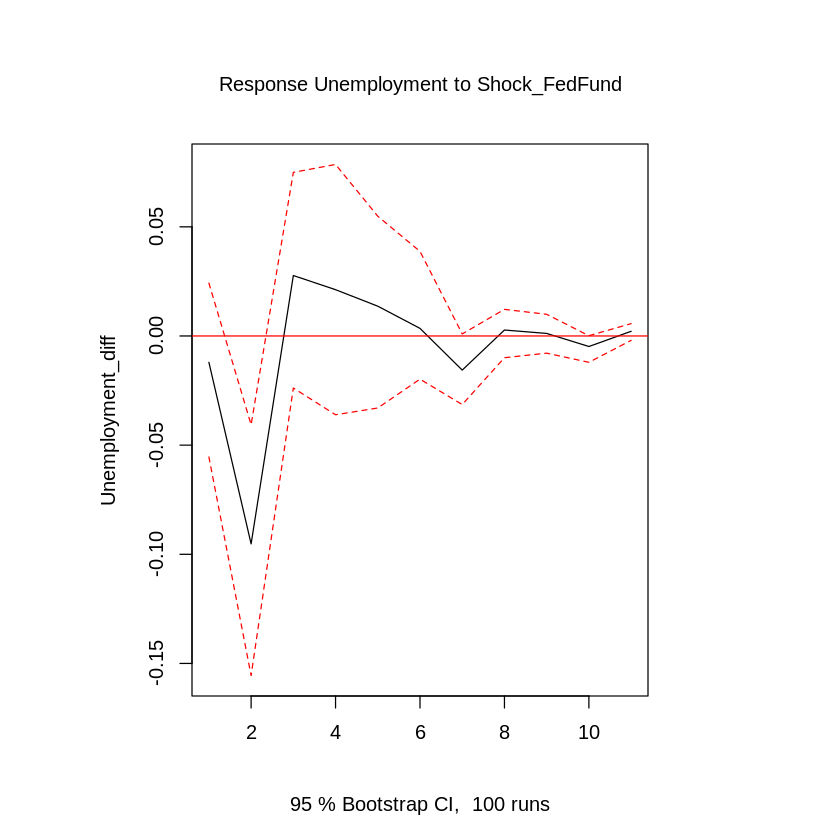 Response Unemployment to Shock_FedFund
Unemployment_diff
0.05
0.00
-0.05
-0.10
-0.15
2 4 6 8 10
95 % Bootstrap CI,  100 runs